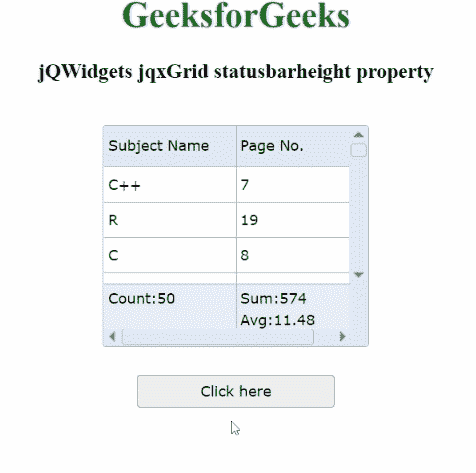 GeeksforGeeks
jQWidgets jqxGrid statusbarheight property
Subject Name Page No.
C++ 7
R 19
C 8
Count:50 Sum:574
Avg:11.48
Click here